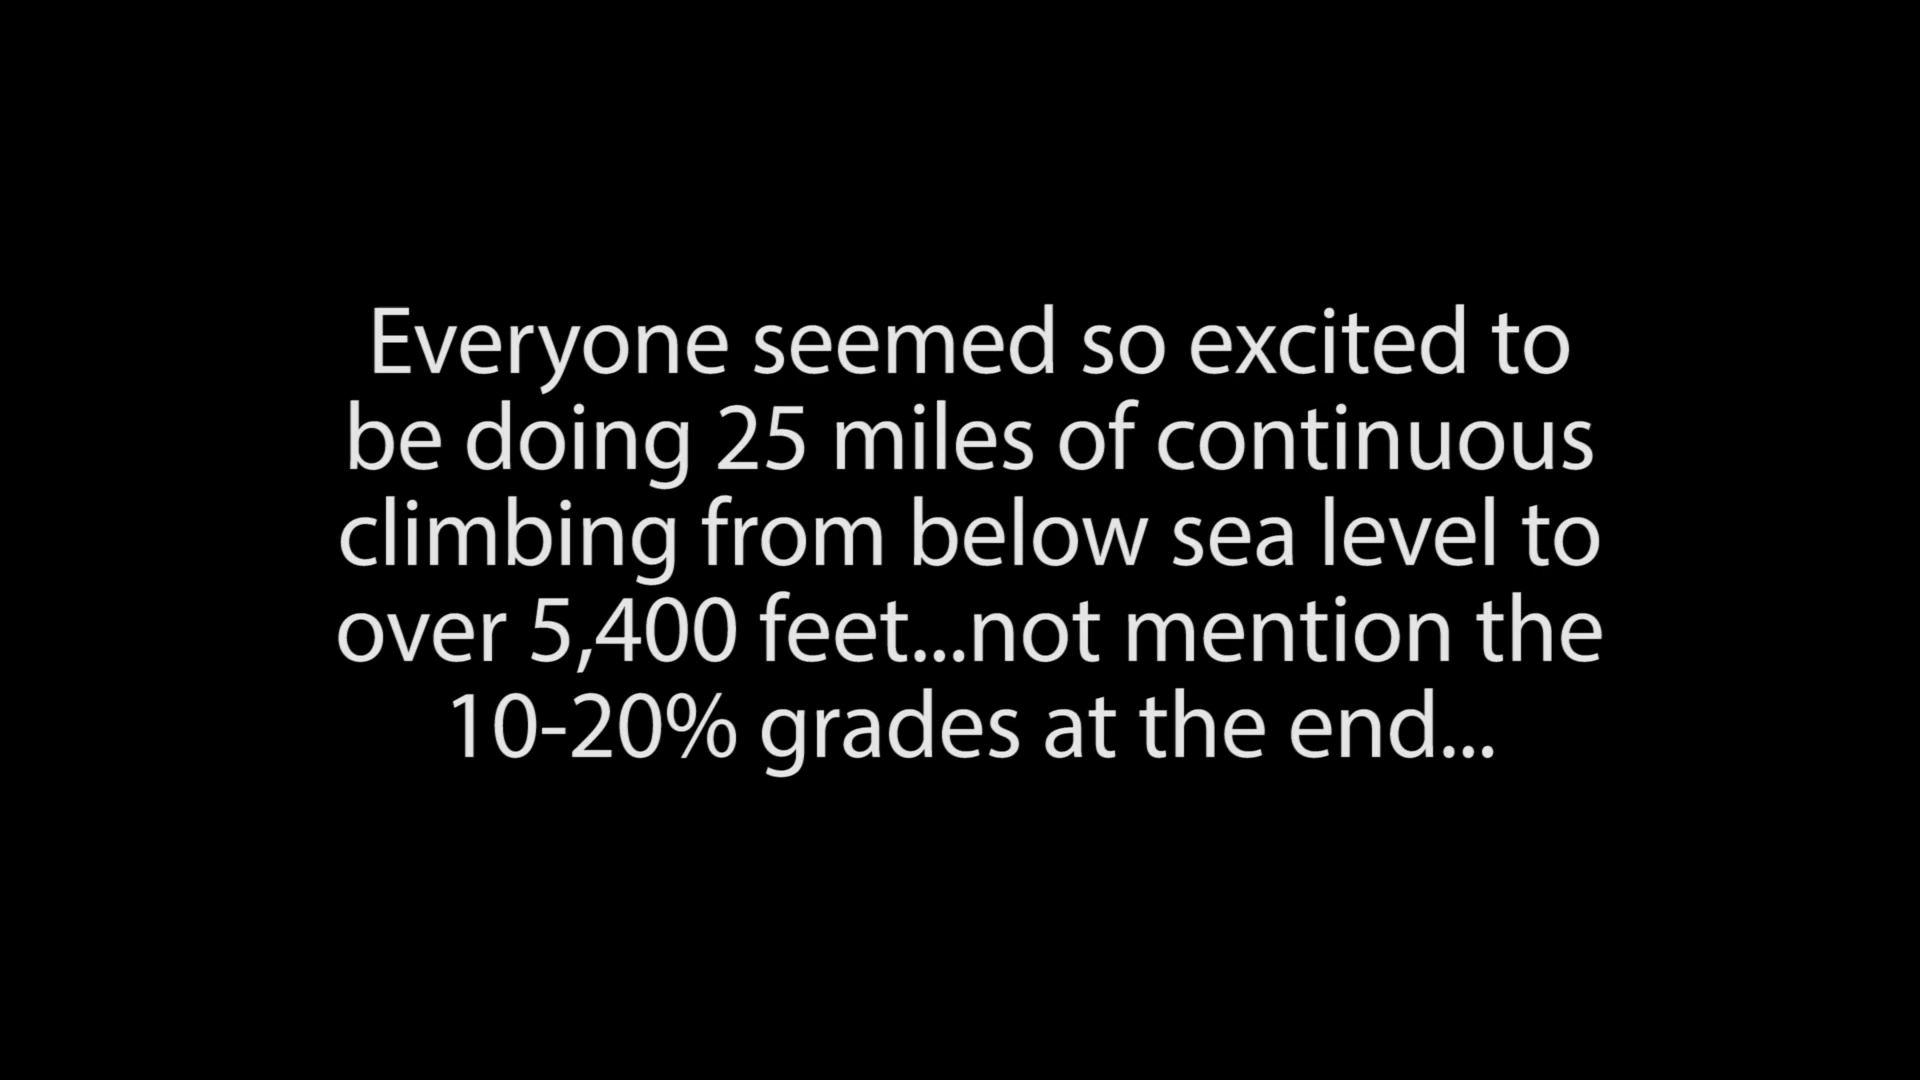 Everyone seemed so excited to
be doing 25 miles of continuous
climbing from below sea level to
over 5,400 feet...not mention the
10-20% grades at the end...